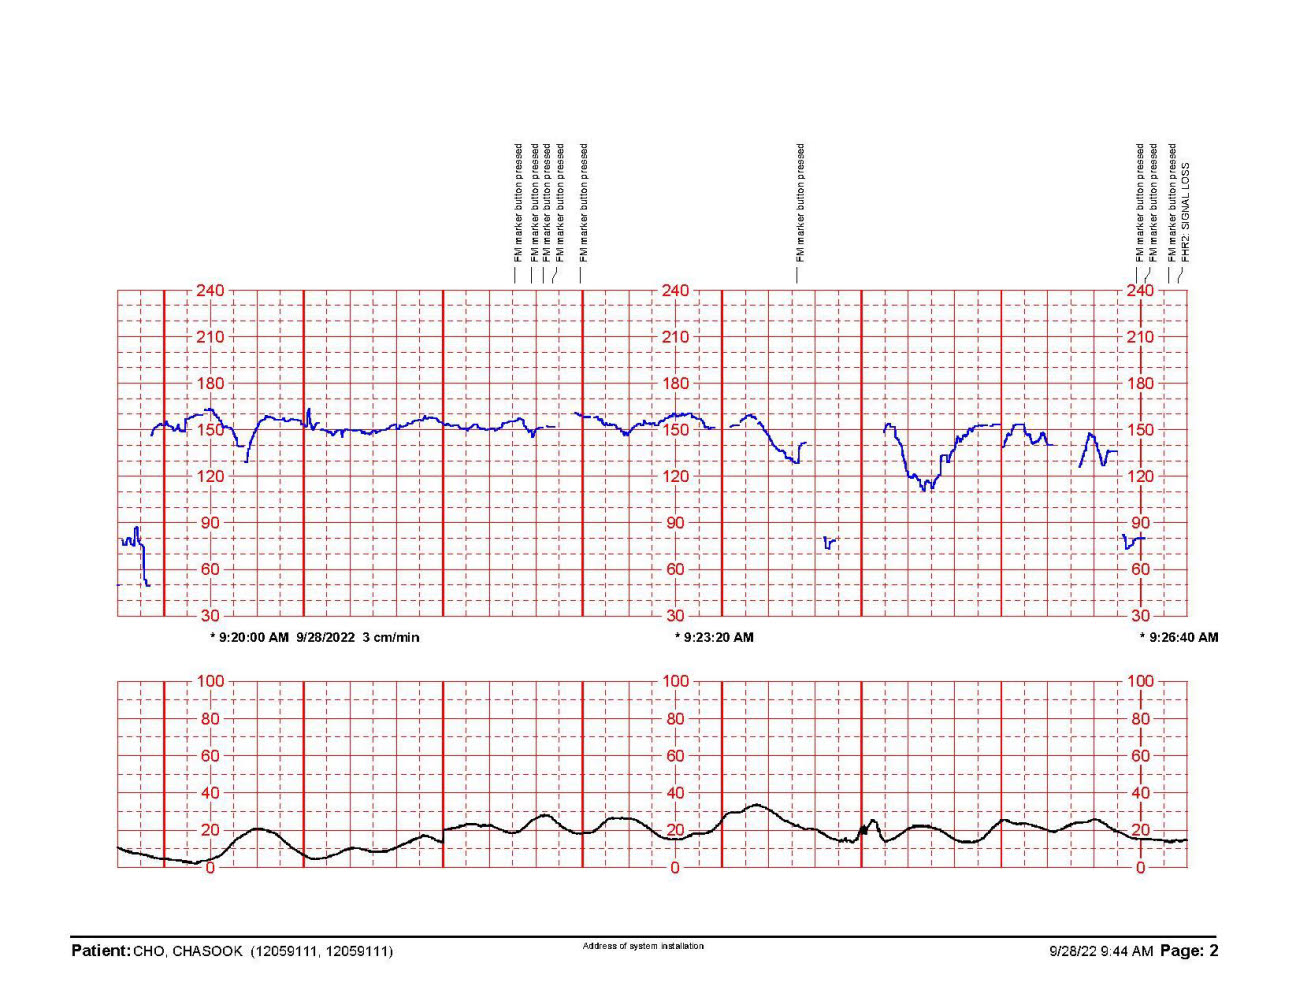 FM marker button pressed
FM marker button pressed
FM marker button pressed
FM marker button pressed
FM marker button pressed
FM marker button pressed
FM marker button pressed
FM marker button pressed
FM marker button pressed
FHR2: SIGNAL LOSS
240 240 240
210 210 210
180 180 180
150 150 150
120 120 120
90 90 90
60 60 60
30 30 30
* 9:20:00 AM 9/28/2022 3 cm/min * 9:23:20 AM * 9:26:40 AM
100 100 100
80 80 80
60 60 60
40 40 40
20 20 20
0 0 0
Patient: CHO, CHASOOK (12059111, 12059111) Address of system installation 9/28/22 9:44 AM Page: 2